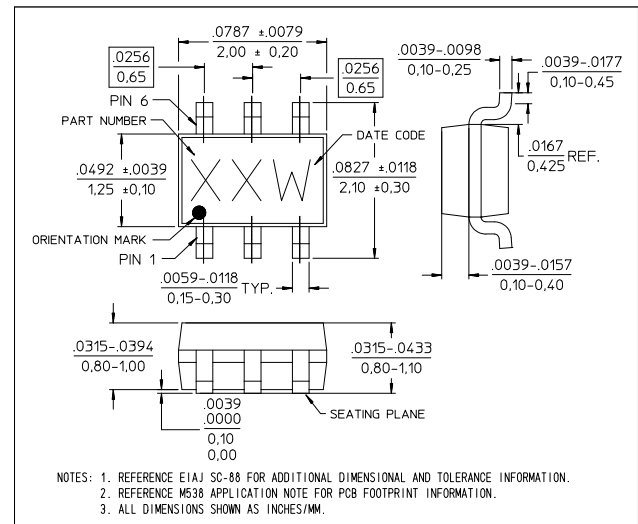 .0787 ±.0079
2,00 ± 0,20
.0256
0,65
.0256
0,65
.0039-.0098
0,10-0,25
.0039-.0177
0,10-0,45
PIN 6
PART NUMBER
DATE CODE
.0492 ±.0039
1,25 ±0,10
XXW
.0827 ±.0118
2,10 ±0,30
.0167
0,425 REF.
ORIENTATION MARK
PIN 1
.0059-.0118
0,15-0,30 TYP.
.0039-.0157
0,10-0,40
.0315-.0394
0,80-1,00
.0315-.0433
0,80-1,10
.0039
.0000
0,10
0,00
SEATING PLANE
NOTES: 1. REFERENCE EIAJ SC-88 FOR ADDITIONAL DIMENSIONAL AND TOLERANCE INFORMATION.
2. REFERENCE M538 APPLICATION NOTE FOR PCB FOOTPRINT INFORMATION.
3. ALL DIMENSIONS SHOWN AS INCHES/MM.